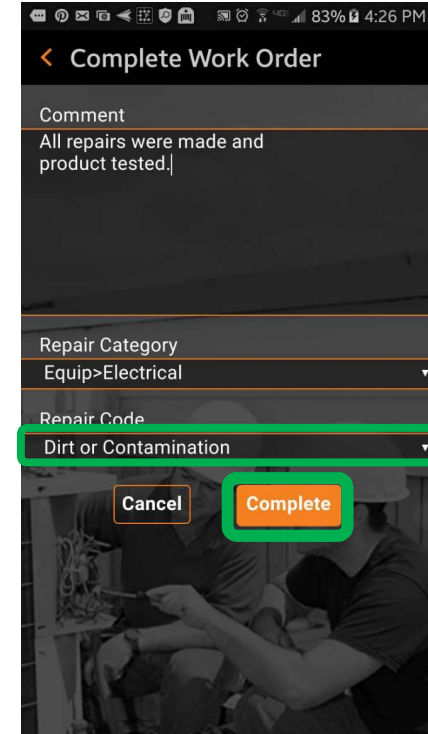 83% 4:26 PM
Complete Work Order
Comment
All repairs were made and
product tested.
Repair Category
Equip>Electrical
Repair Code
Dirt or Contamination
Cancel
Complete